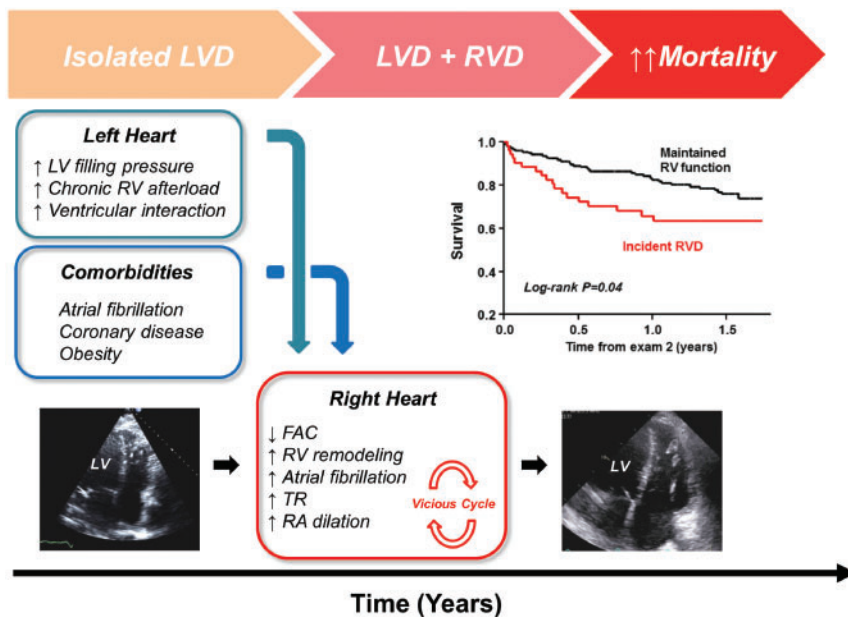 Isolated LVD
LVD + RVD
↑↑Mortality
Left Heart
↑ LV filling pressure
↑ Chronic RV afterload
↑ Ventricular interaction
Comorbidities
Atrial fibrillation
Coronary disease
Obesity
1.0
0.8
0.6
0.4
0.2
Survival
Maintained
RV function
Incident RVD
Log-rank P=0.04
0.0
0.5
1.0
1.5
Time from exam 2 (years)
Right Heart
↓ FAC
↑ RV remodeling
↑ Atrial fibrillation
↑ TR
↑ RA dilation
Vicious Cycle
LV
LV
Time (Years)